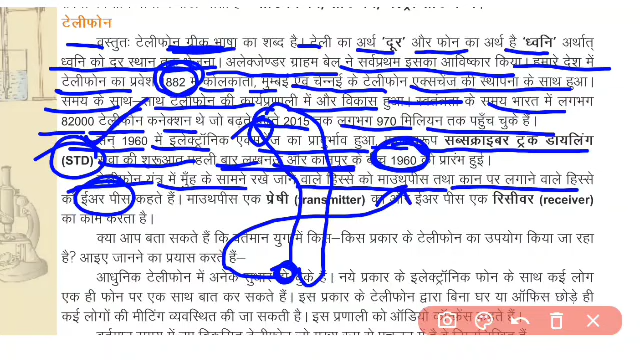 टेलीफोन
वस्तुतः टेलीफोन ग्रीक भाषा का शब्द है। टेली का अर्थ 'दूर' और फोन का अर्थ है 'ध्वनि' अर्थात्
ध्वनि को दूर स्थान तक भेजना। अलेक्जेण्डर ग्राहम बेल ने सर्वप्रथम इसका आविष्कार किया। हमारे देश में
टेलीफोन का प्रवेश 1882 में कोलकाता, मुम्बई एवं चेन्नई के टेलीफोन एक्सचेंज की स्थापना के साथ हुआ।
समय के साथ–साथ टेलीफोन की कार्यप्रणाली में और विकास हुआ। स्वतंत्रता के समय भारत में लगभग
82000 टेलीफोन कनेक्शन थे जो बढ़ते 2015 तक लगभग 970 मिलियन तक पहुँच चुके हैं।
सन् 1960 में इलेक्ट्रॉनिक का प्रादुर्भाव हुआ, सब्सक्राइबर ट्रंक डायलिंग
(STD) सेवा की शुरूआत पहली बार लखनऊ और कानपुर के बीच 1960 को प्रारंभ हुई।
टेलीफोन यंत्र में मुँह के सामने रखे जाने वाले हिस्से को माउथपीस तथा कान पर लगाने वाले हिस्से
को ईअर पीस कहते हैं। माउथपीस एक प्रेषी (transmitter) का और ईअर पीस एक रिसीवर (receiver)
का काम करता है।
क्या आप बता सकते हैं कि वर्तमान युग में किस–किस प्रकार के टेलीफोन का उपयोग किया जा रहा
है? आइए जानने का प्रयास करते हैं–
आधुनिक टेलीफोन में अनेक सुधार हो चुके हैं। नये प्रकार के इलेक्ट्रॉनिक फोन के साथ कई लोग
एक ही फोन पर एक साथ बात कर सकते हैं। इस प्रकार के टेलीफोन द्वारा बिना घर या ऑफिस छोड़े ही
कई लोगों की मीटिंग व्यवस्थित की जा सकती है। इस प्रणाली को ऑडियो कहते हैं।